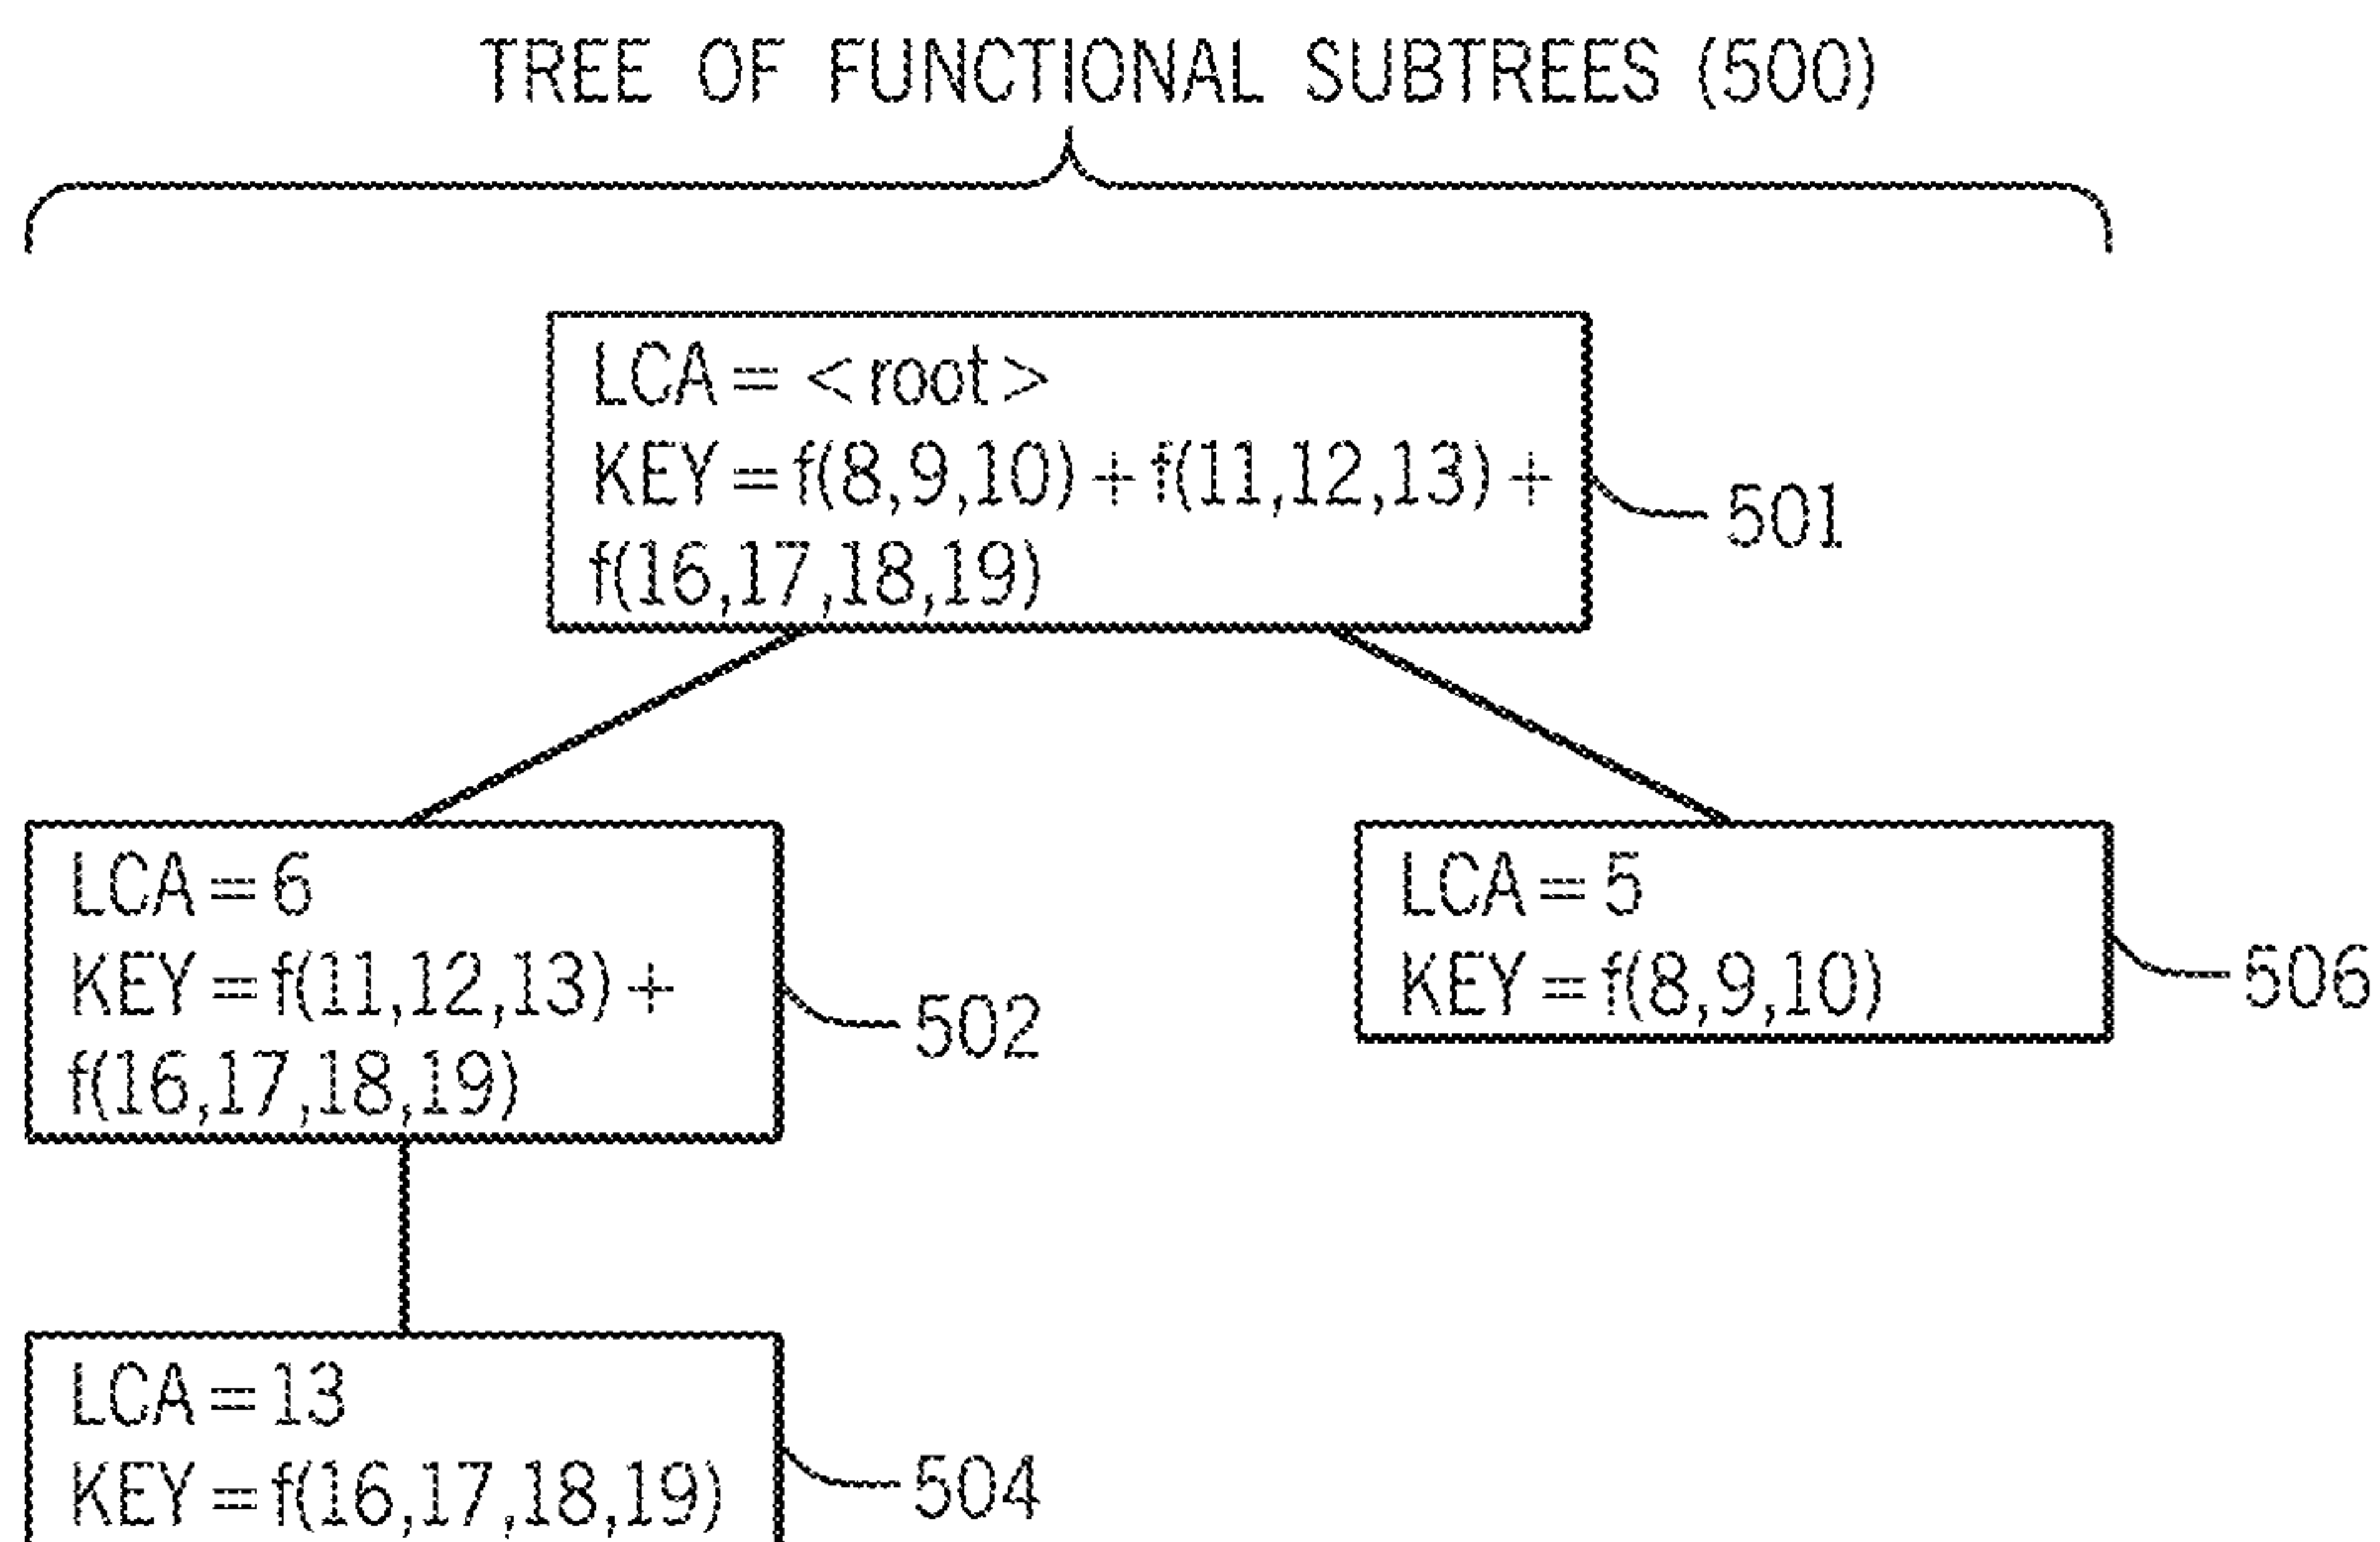 TREE OF FUNCTIONAL SUBTREES (500)
LCA = <root>
KEY = f(8,9,10) + f(11,12,13) +
f(16,17,18,19)
501
LCA = 6
KEY = f(11,12,13) +
f(16,17,18,19)
502
LCA = 5
KEY = f(8,9,10)
506
LCA = 13
KEY = f(16,17,18,19)
504